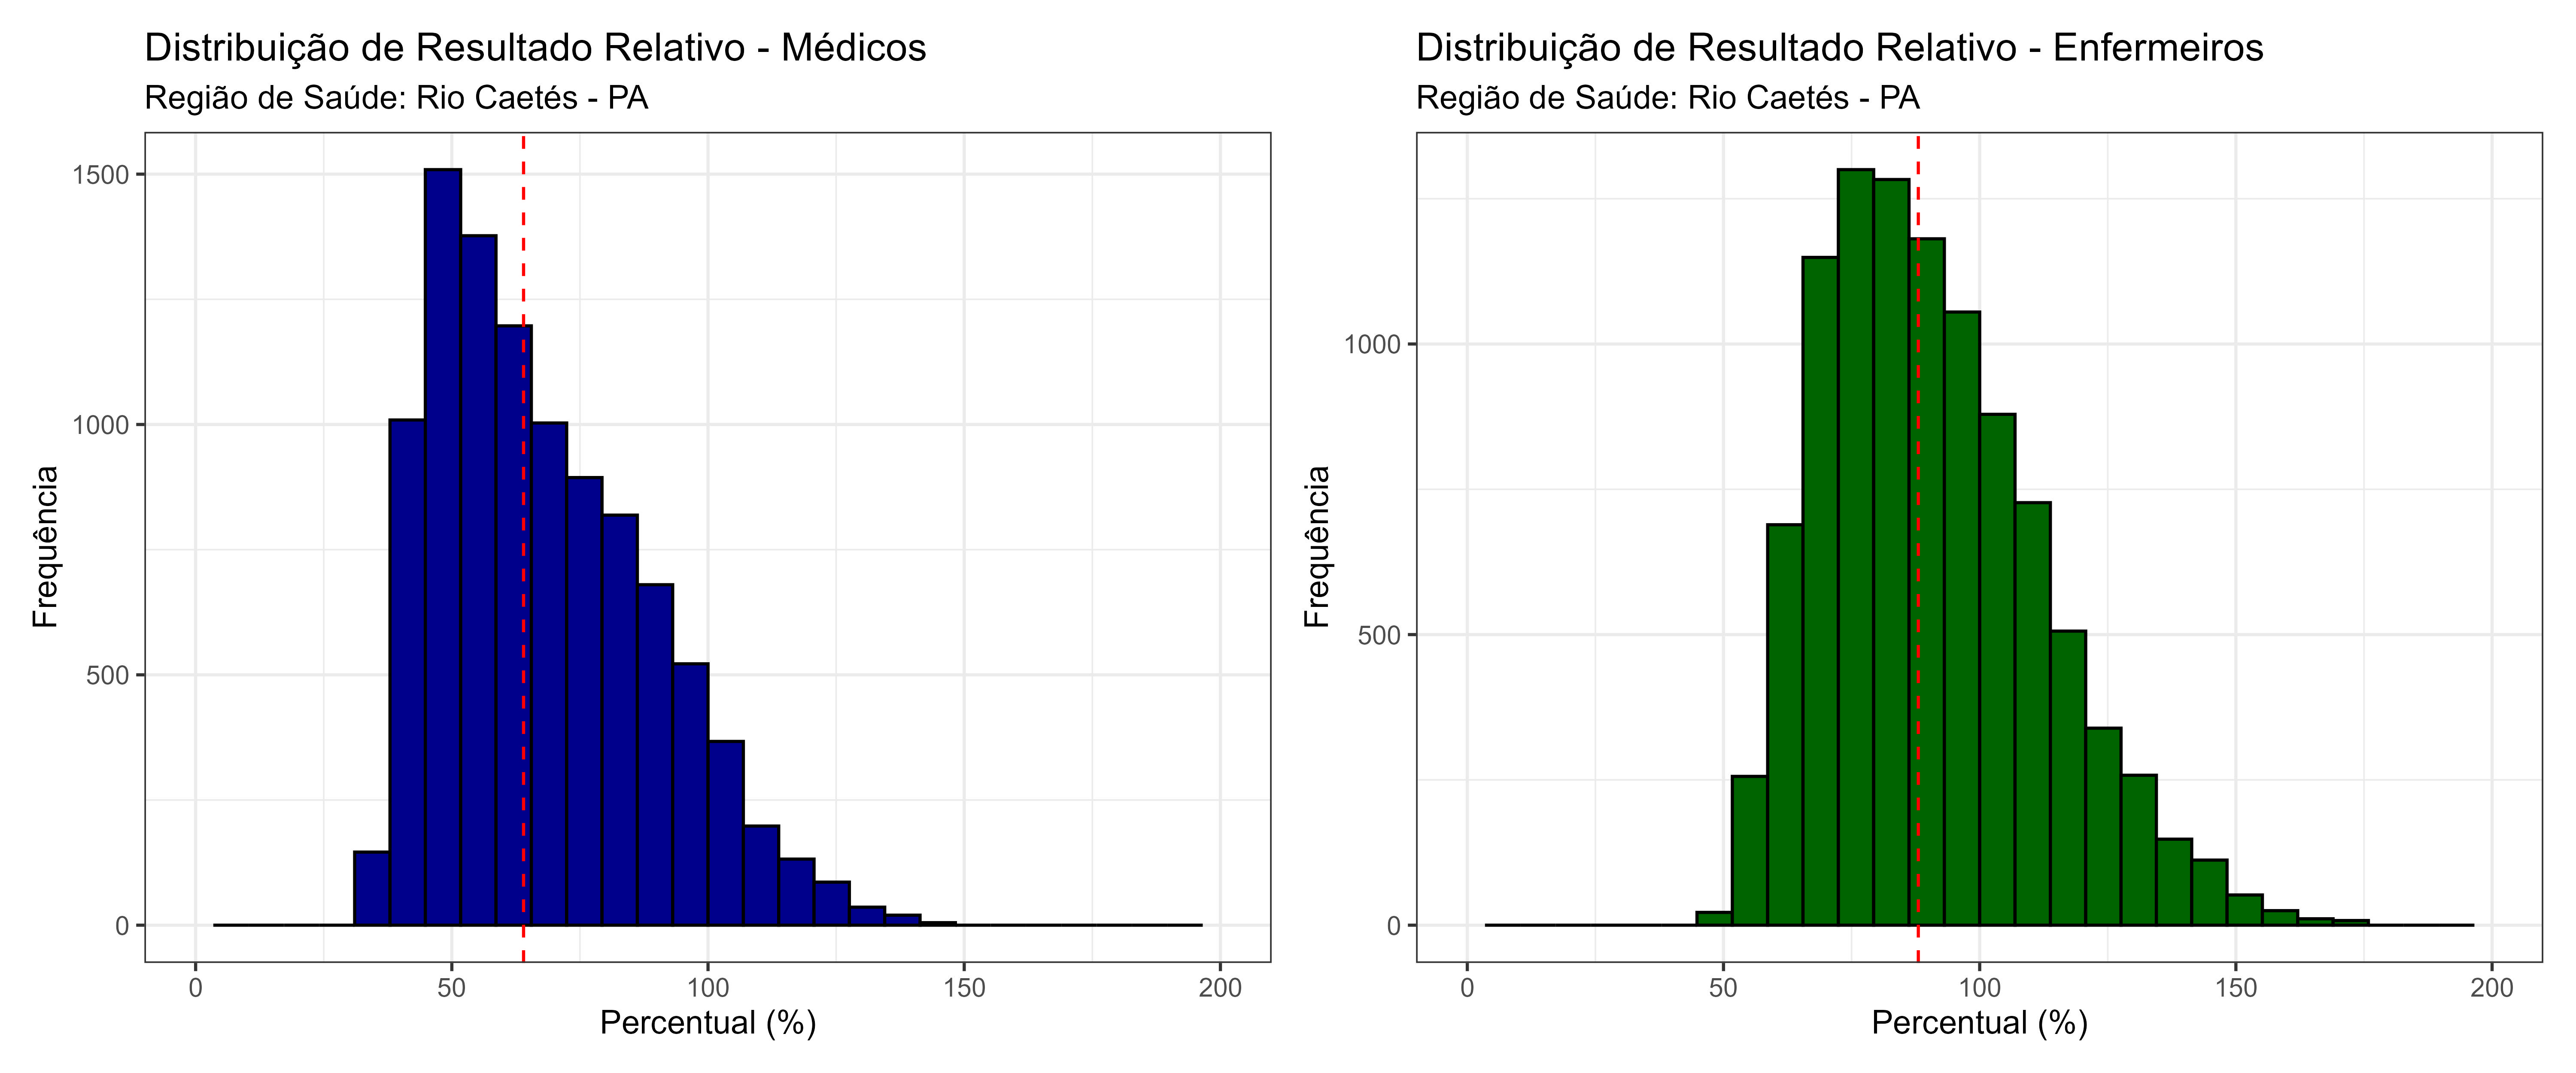 Distribuição de Resultado Relativo - Médicos
Região de Saúde: Rio Caetés - PA
1500
1000
500
0
Frequência
0 50 100 150 200
Percentual (%)
Distribuição de Resultado Relativo - Enfermeiros
Região de Saúde: Rio Caetés - PA
1000
500
0
Frequência
0 50 100 150 200
Percentual (%)